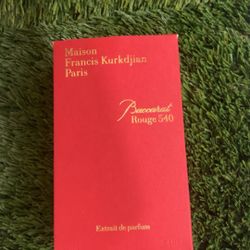 Maison
Francis Kurkdjian
Paris
Baccarat
Rouge 540
Extrait de parfum